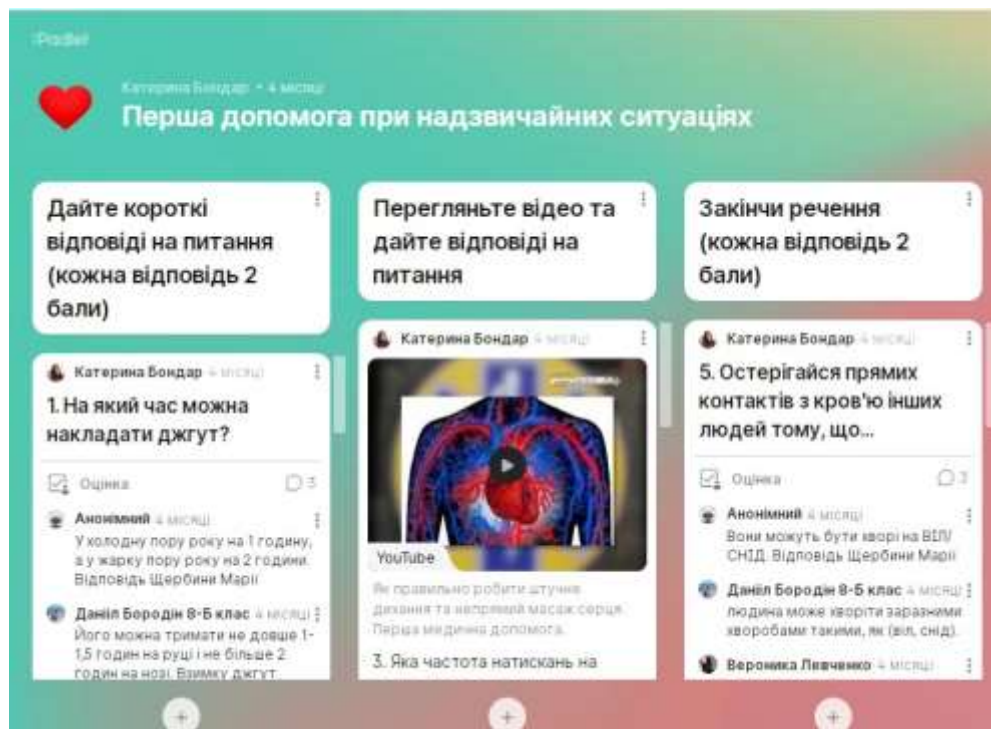 Padlet
Катерина Бондар • 4 місяці
Перша допомога при надзвичайних ситуаціях
Дайте короткі
відповіді на питання
(кожна відповідь 2
бали)
Катерина Бондар 4 місяці
1. На який час можна
накладати джгут?
Оцінка 3
Анонімний 4 місяці
У холодну пору року на 1 годину,
а у жарку пору року на 2 години.
Відповідь Щербини Марії
Даніїл Бородін 8-Б клас 4 місяці
Його можна тримати не довше 1-
1,5 годин на руці і не більше 2
годин на нозі. Взимку джгут
Перегляньте відео та
дайте відповіді на
питання
Катерина Бондар 4 місяці
YouTube
Як правильно робити штучне
дихання та непрямий масаж серця.
Перша медична допомога.
3. Яка частота натискань на
Закінчи речення
(кожна відповідь 2
бали)
Катерина Бондар 4 місяці
5. Остерігайся прямих
контактів з кров'ю інших
людей тому, що...
Оцінка 3
Анонімний 4 місяці
Вони можуть бути хворі на ВІЛ/
СНІД. Відповідь Щербини Марії
Даніїл Бородін 8-Б клас 4 місяці
людина може хворіти заразними
хворобами такими, як (віл, снід).
Вероника Левченко 4 місяці